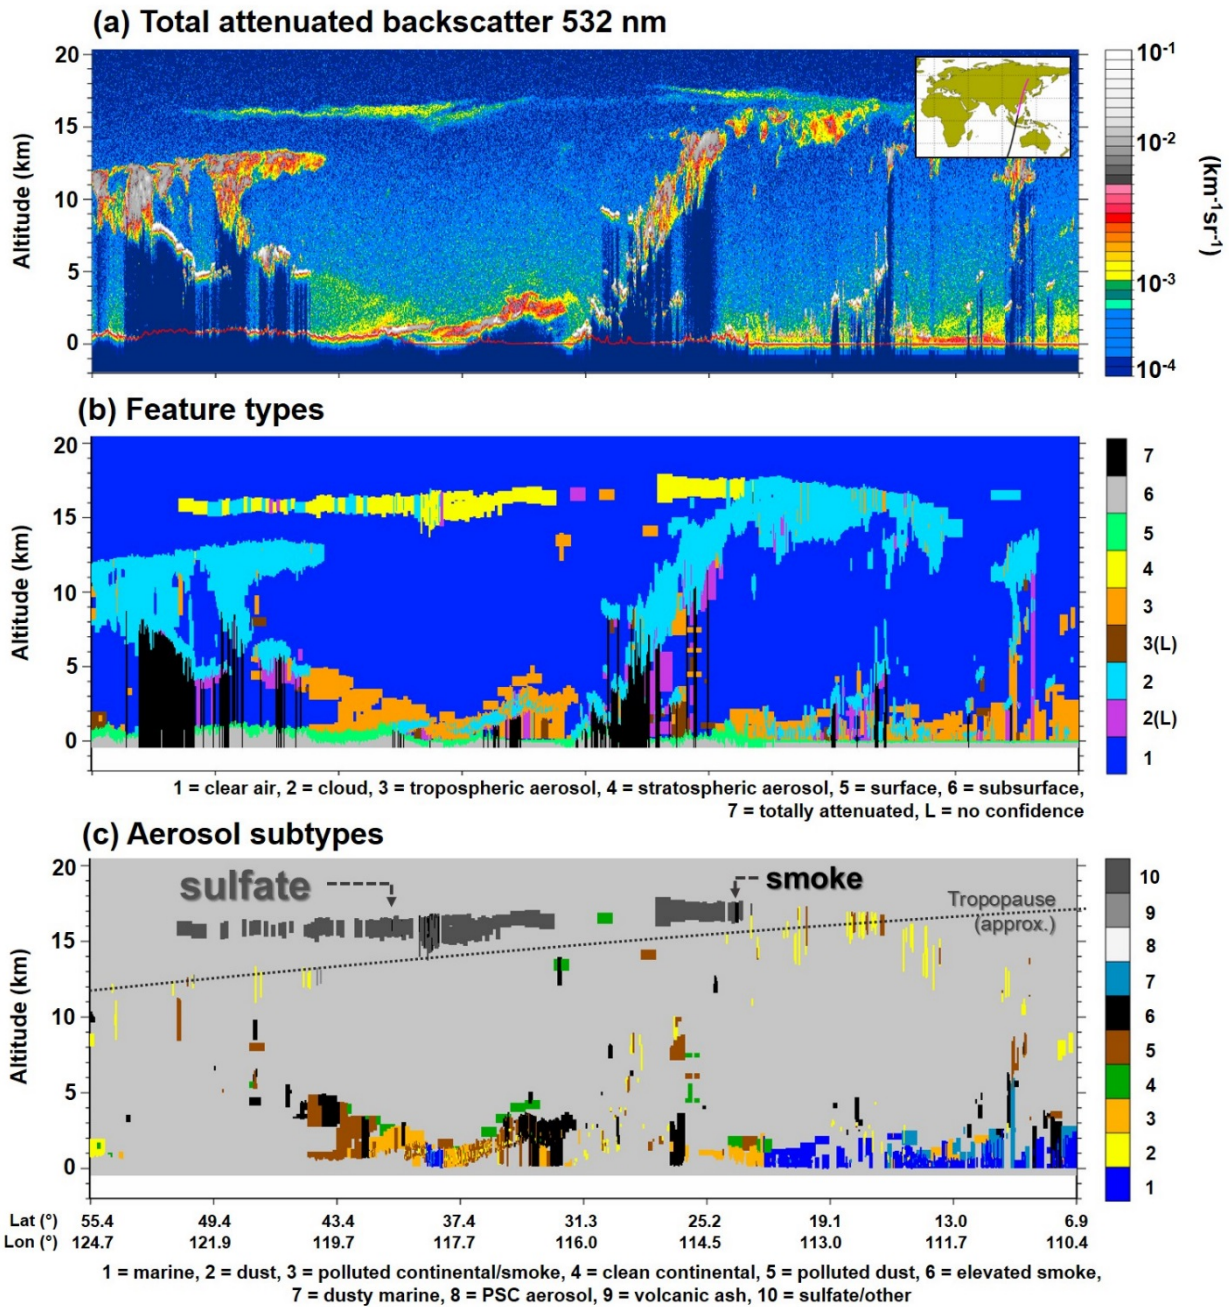 (a) Total attenuated backscatter 532 nm
20
15
10
5
0
Altitude (km)
10-1
10-2
10-3
10-4
(km-1sr-1)
(b) Feature types
20
15
10
5
0
Altitude (km)
7
6
5
4
3
3(L)
2
2(L)
1
1 = clear air, 2 = cloud, 3 = tropospheric aerosol, 4 = stratospheric aerosol, 5 = surface, 6 = subsurface,
7 = totally attenuated, L = no confidence
(c) Aerosol subtypes
20
15
10
5
0
Altitude (km)
sulfate
smoke
Tropopause
(approx.)
10
9
8
7
6
5
4
3
2
1
Lat (°) 55.4 49.4 43.4 37.4 31.3 25.2 19.1 13.0 6.9
Lon (°) 124.7 121.9 119.7 117.7 116.0 114.5 113.0 111.7 110.4
1 = marine, 2 = dust, 3 = polluted continental/smoke, 4 = clean continental, 5 = polluted dust, 6 = elevated smoke,
7 = dusty marine, 8 = PSC aerosol, 9 = volcanic ash, 10 = sulfate/other